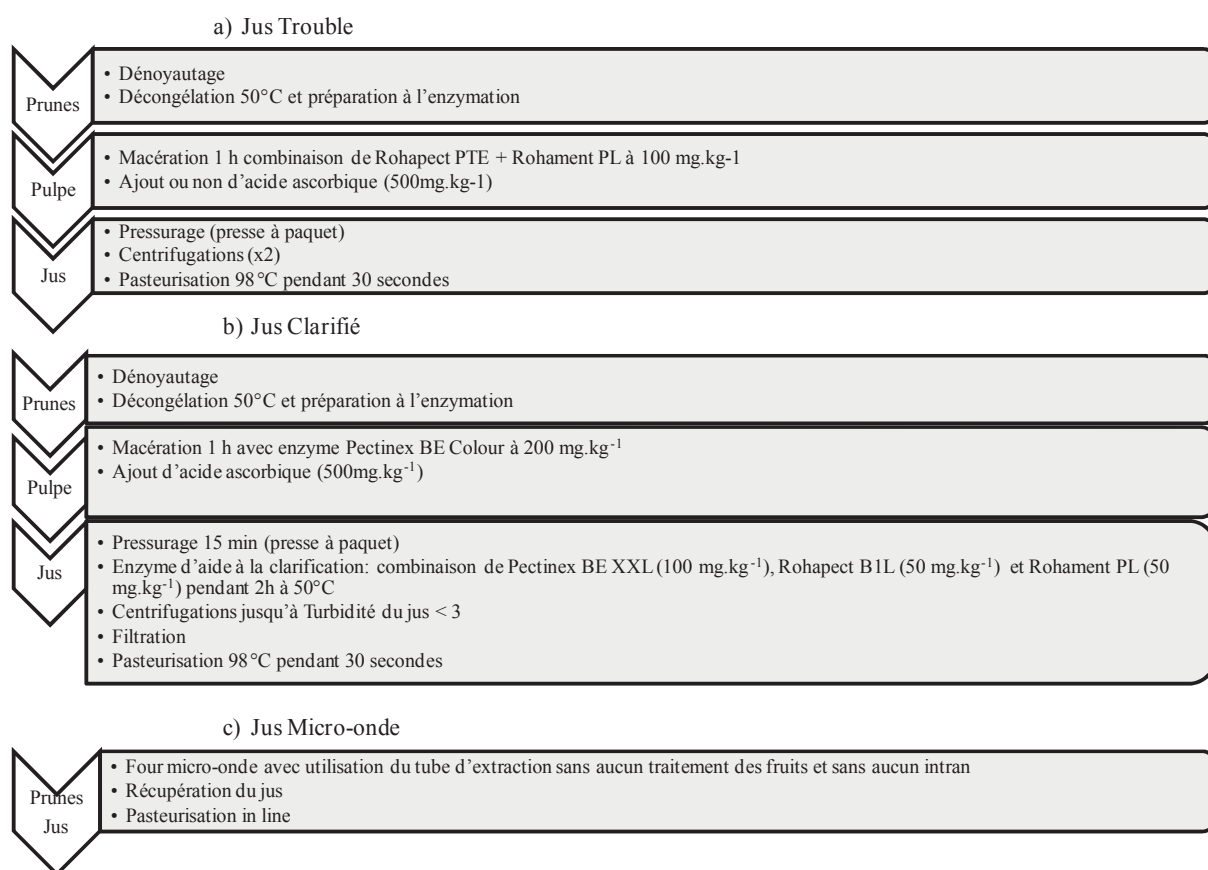 a) Jus Trouble
Prunes
• Dénoyautage
• Décongélation 50°C et préparation à l'enzymation
Pulpe
• Macération 1 h combinaison de Rohapect PTE + Rohament PL à 100 mg.kg-1
• Ajout ou non d'acide ascorbique (500mg.kg-1)
Jus
• Pressurage (presse à paquet)
• Centrifugations (x2)
• Pasteurisation 98°C pendant 30 secondes
b) Jus Clarifié
Prunes
• Dénoyautage
• Décongélation 50°C et préparation à l'enzymation
Pulpe
• Macération 1 h avec enzyme Pectinex BE Colour à 200 mg.kg⁻¹
• Ajout d'acide ascorbique (500mg.kg⁻¹)
Jus
• Pressurage 15 min (presse à paquet)
• Enzyme d'aide à la clarification: combinaison de Pectinex BE XXL (100 mg.kg⁻¹), Rohapect B1L (50 mg.kg⁻¹) et Rohament PL (50
mg.kg⁻¹) pendant 2h à 50°C
• Centrifugations jusqu'à Turbidité du jus < 3
• Filtration
• Pasteurisation 98°C pendant 30 secondes
c) Jus Micro-onde
Prunes
Jus
• Four micro-onde avec utilisation du tube d'extraction sans aucun traitement des fruits et sans aucun intran
• Récupération du jus
• Pasteurisation in line